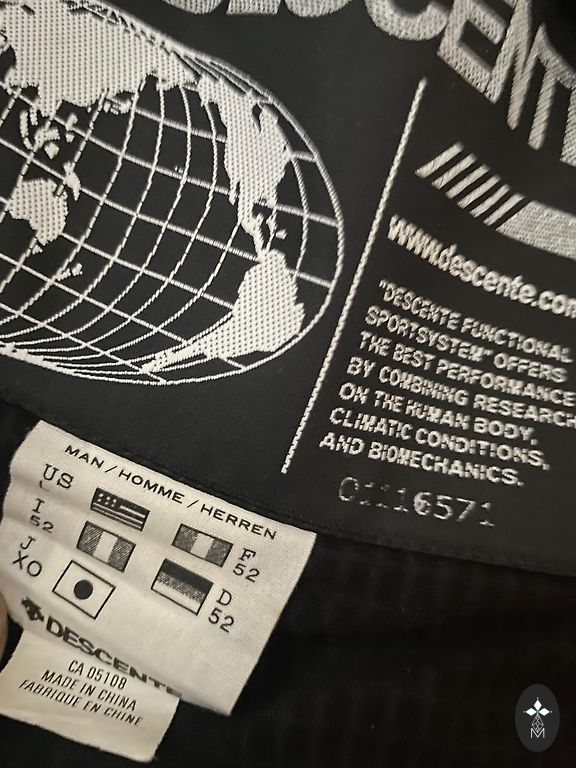 DESCENTE
www.descente.com
"DESCENTE FUNCTIONAL
SPORTSYSTEM" OFFERS
THE BEST PERFORMANCE
BY COMBINING RESEARCH
ON THE HUMAN BODY,
CLIMATIC CONDITIONS,
AND BIOMECHANICS.
01116571
MAN / HOMME / HERREN
US
I
52
F
52
J
XO
D
52
DESCENTE
CA 05108
MADE IN CHINA
FABRIQUE EN CHINE
M